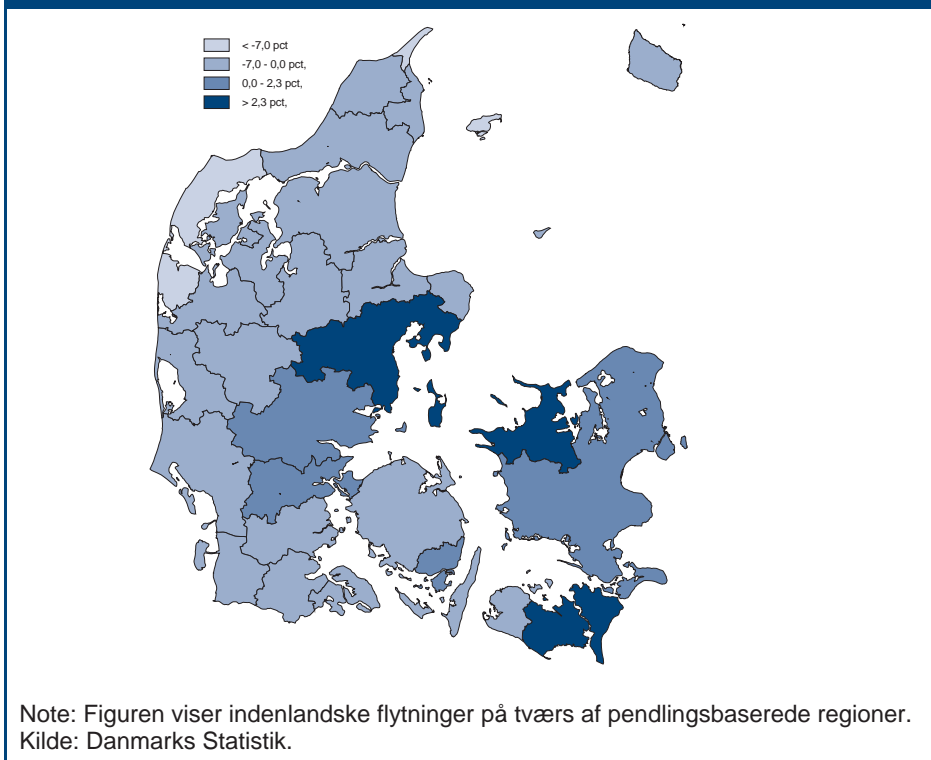 < -7,0 pct
-7,0 - 0,0 pct,
0,0 - 2,3 pct,
> 2,3 pct,
Note: Figuren viser indenlandske flytninger på tværs af pendlingsbaserede regioner.
Kilde: Danmarks Statistik.